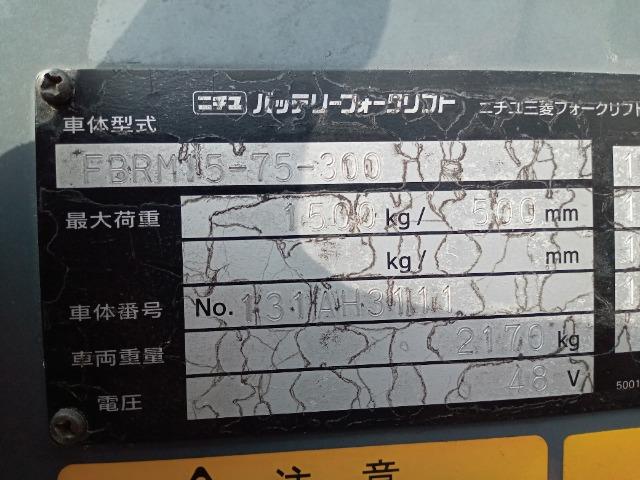 ニチユ バッテリーフォークリフト ニチユ三菱フォークリフト
車体型式
FBRM15-75-300
最大荷重 1500 kg/ 500 mm
kg/ mm
車体番号 No. 131AH3111
車両重量 2170 kg
電圧 48 V
5001
注意